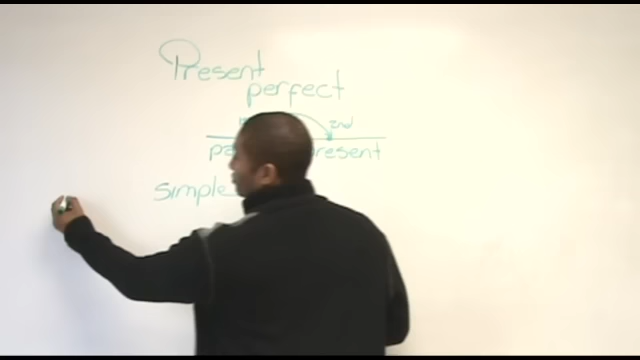 Present
perfect
2nd
present
simple